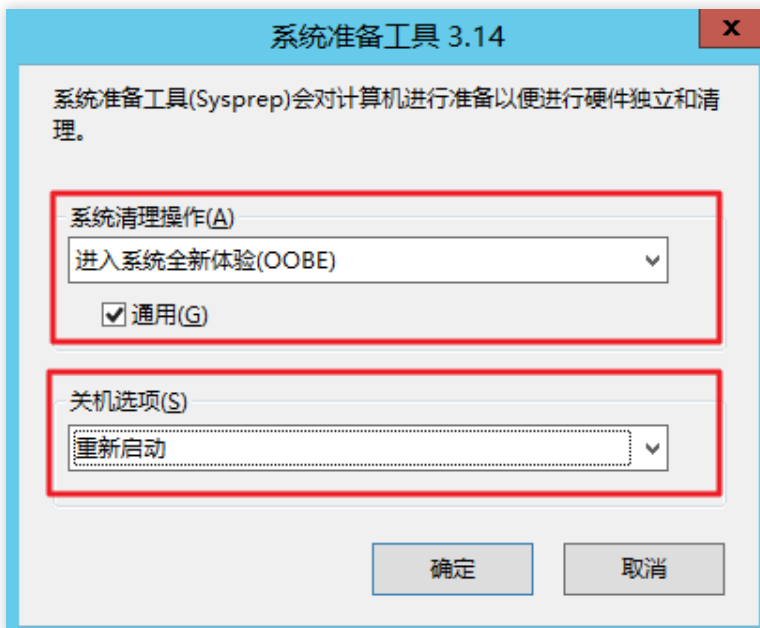 系统准备工具 3.14
x
系统准备工具(Sysprep)会对计算机进行准备以便进行硬件独立和清
理。
系统清理操作(A)
进入系统全新体验(OOBE)
通用(G)
关机选项(S)
重新启动
确定 取消